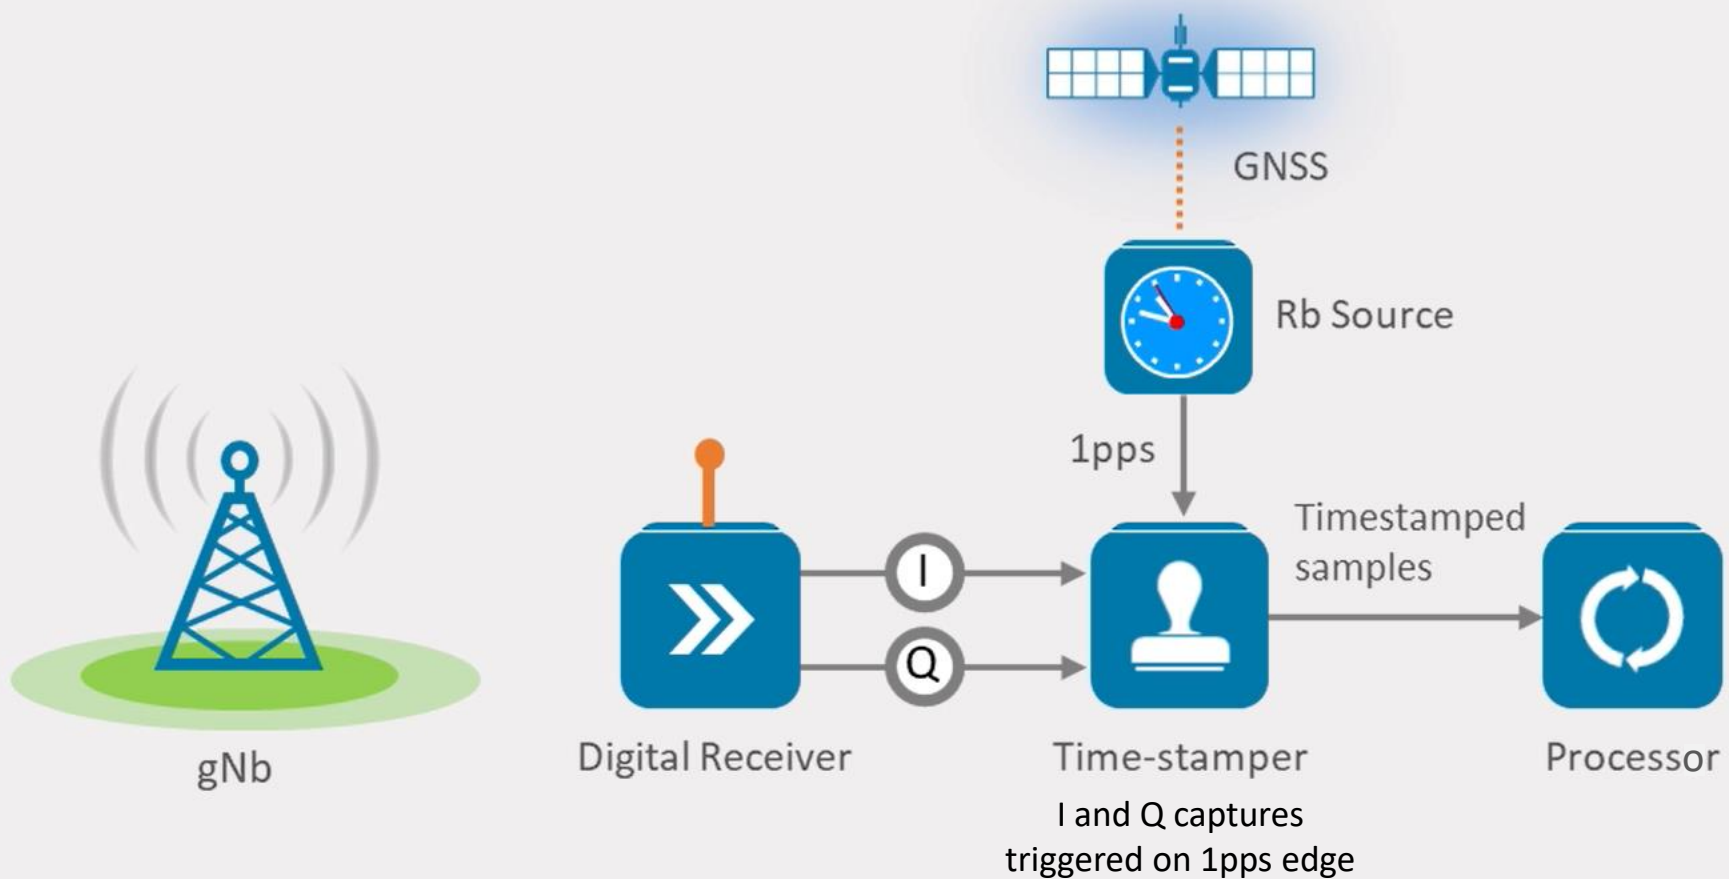 GNSS
Rb Source
1pps
Timestamped
samples
I
Q
gNb
Digital Receiver
Time-stamper
Processor
I and Q captures
triggered on 1pps edge